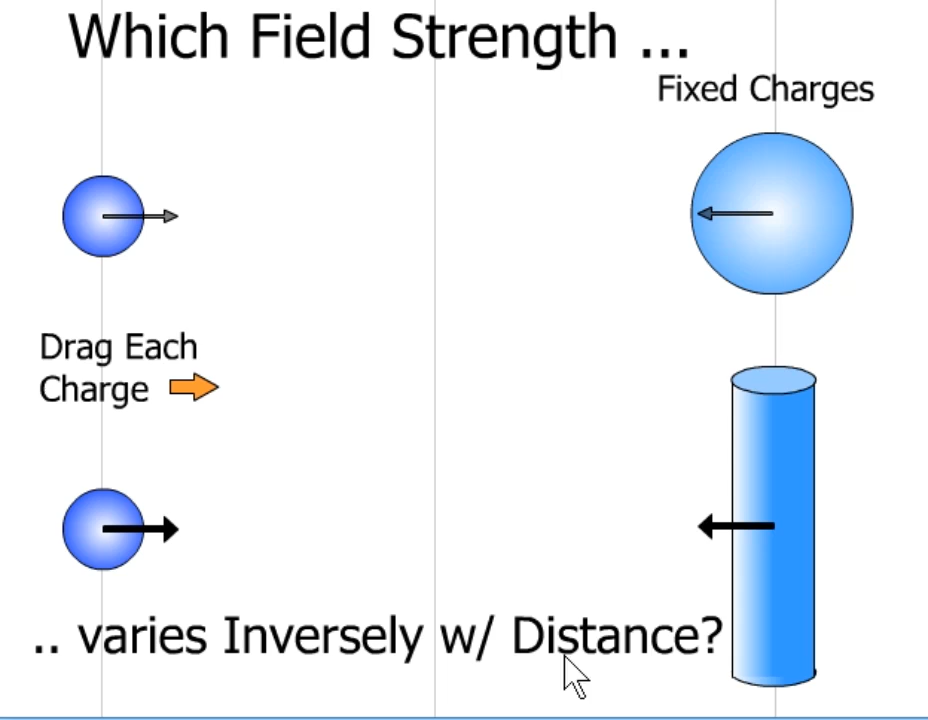 Which Field Strength ...
Fixed Charges
Drag Each
Charge
.. varies Inversely w/ Distance?